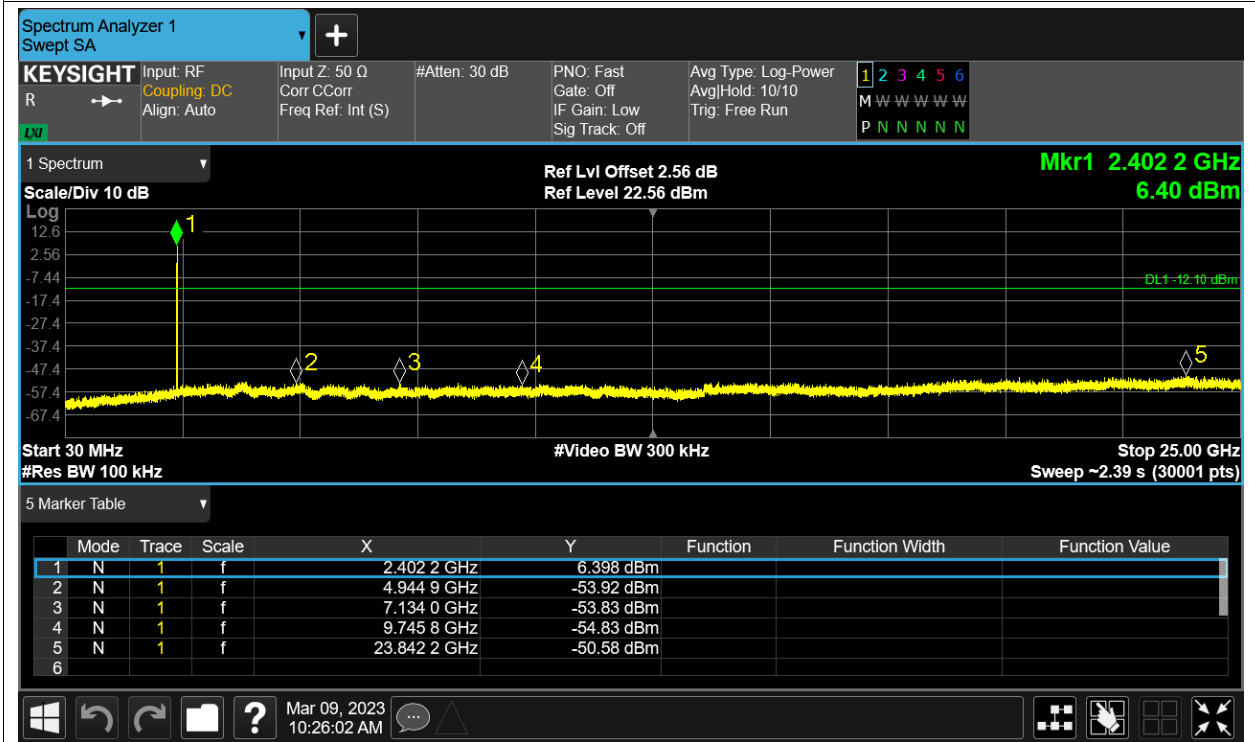 Spectrum Analyzer 1
Swept SA
KEYSIGHT
R
LXI
Input: RF
Coupling: DC
Align: Auto
Input Z: 50 Ω
Corr CCorr
Freq Ref: Int (S)
#Atten: 30 dB
PNO: Fast
Gate: Off
IF Gain: Low
Sig Track: Off
Avg Type: Log-Power
Avg|Hold: 10/10
Trig: Free Run
1 2 3 4 5 6
M W W W W W
P N N N N N
1 Spectrum
Scale/Div 10 dB
Ref Lvl Offset 2.56 dB
Ref Level 22.56 dBm
Mkr1 2.402 2 GHz
6.40 dBm
Log
12.6
2.56
-7.44
-17.4
-27.4
-37.4
-47.4
-57.4
-67.4
1
2
3
4
5
DL1 -12.10 dBm
Start 30 MHz
#Video BW 300 kHz
Stop 25.00 GHz
#Res BW 100 kHz
Sweep ~2.39 s (30001 pts)
5 Marker Table
Mode Trace Scale X Y Function Function Width Function Value
1 N 1 f 2.402 2 GHz 6.398 dBm
2 N 1 f 4.944 9 GHz -53.92 dBm
3 N 1 f 7.134 0 GHz -53.83 dBm
4 N 1 f 9.745 8 GHz -54.83 dBm
5 N 1 f 23.842 2 GHz -50.58 dBm
6
?
Mar 09, 2023
10:26:02 AM